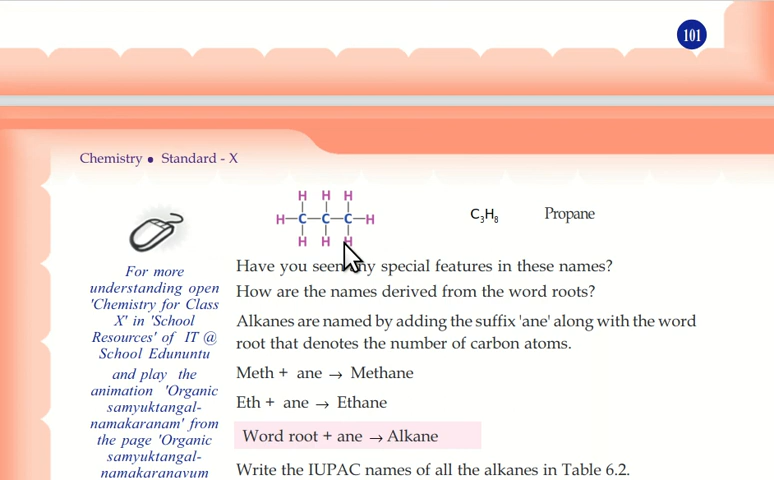 101
Chemistry • Standard - X
H H H
H–C–C–C–H
H H H
C₃H₈ Propane
For more
understanding open
'Chemistry for Class
X' in 'School
Resources' of IT @
School Edununtu
and play the
animation 'Organic
samyuktangal-
namakaranam' from
the page 'Organic
samyuktangal-
namakaranavum
Have you seen any special features in these names?
How are the names derived from the word roots?
Alkanes are named by adding the suffix 'ane' along with the word
root that denotes the number of carbon atoms.
Meth + ane → Methane
Eth + ane → Ethane
Word root + ane → Alkane
Write the IUPAC names of all the alkanes in Table 6.2.